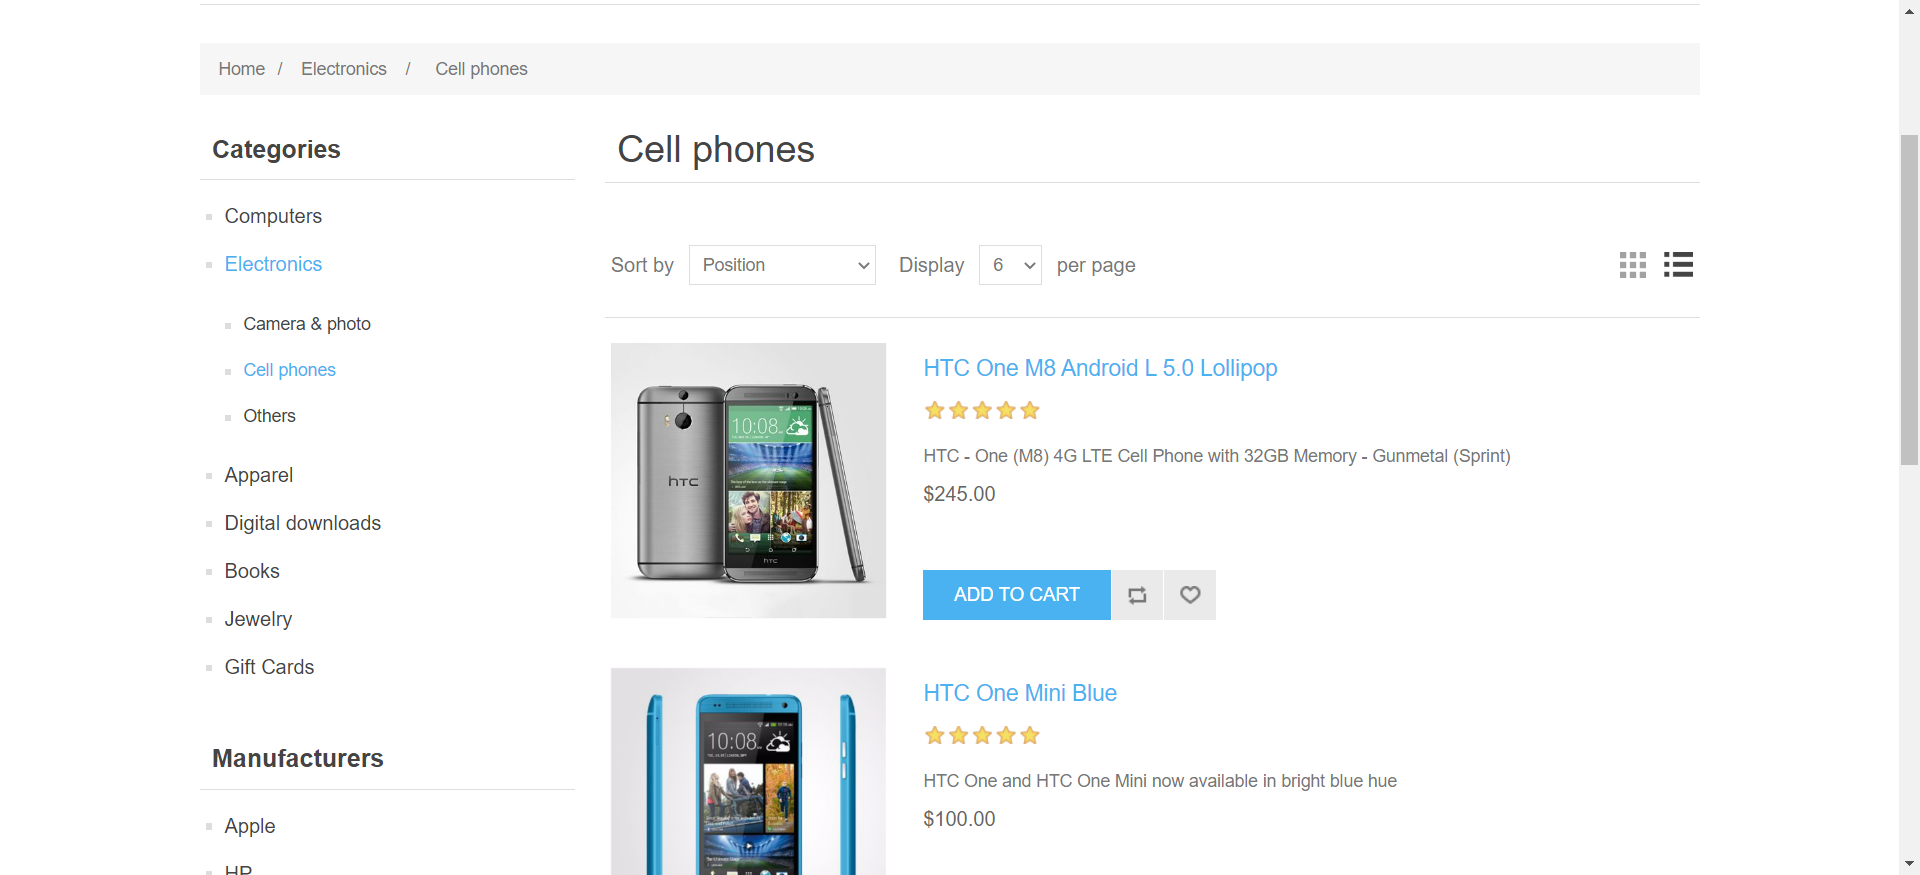 Home / Electronics / Cell phones
Categories
Computers
Electronics
Camera & photo
Cell phones
Others
Apparel
Digital downloads
Books
Jewelry
Gift Cards
Manufacturers
Apple
HP
Cell phones
Sort by Position Display 6 per page
10:08
hTC
hTC
HTC One M8 Android L 5.0 Lollipop
HTC - One (M8) 4G LTE Cell Phone with 32GB Memory - Gunmetal (Sprint)
$245.00
ADD TO CART
10:08
HTC One Mini Blue
HTC One and HTC One Mini now available in bright blue hue
$100.00